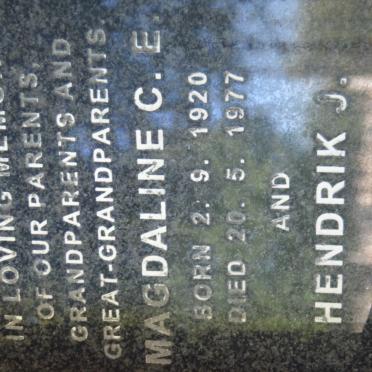 IN LOVING MEMOR
OF OUR PARENTS,
GRANDPARENTS AND
GREAT-GRANDPARENTS
MAGDALINE C. E.
BORN 2. 9. 1920
DIED 20. 5. 1977
AND
HENDRIK J.